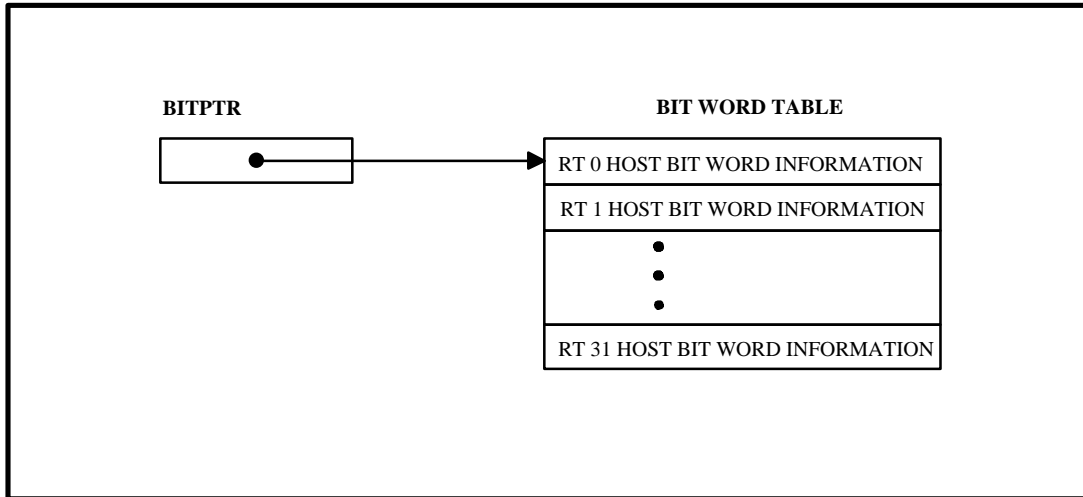 BITPTR
BIT WORD TABLE
RT 0 HOST BIT WORD INFORMATION
RT 1 HOST BIT WORD INFORMATION
RT 31 HOST BIT WORD INFORMATION